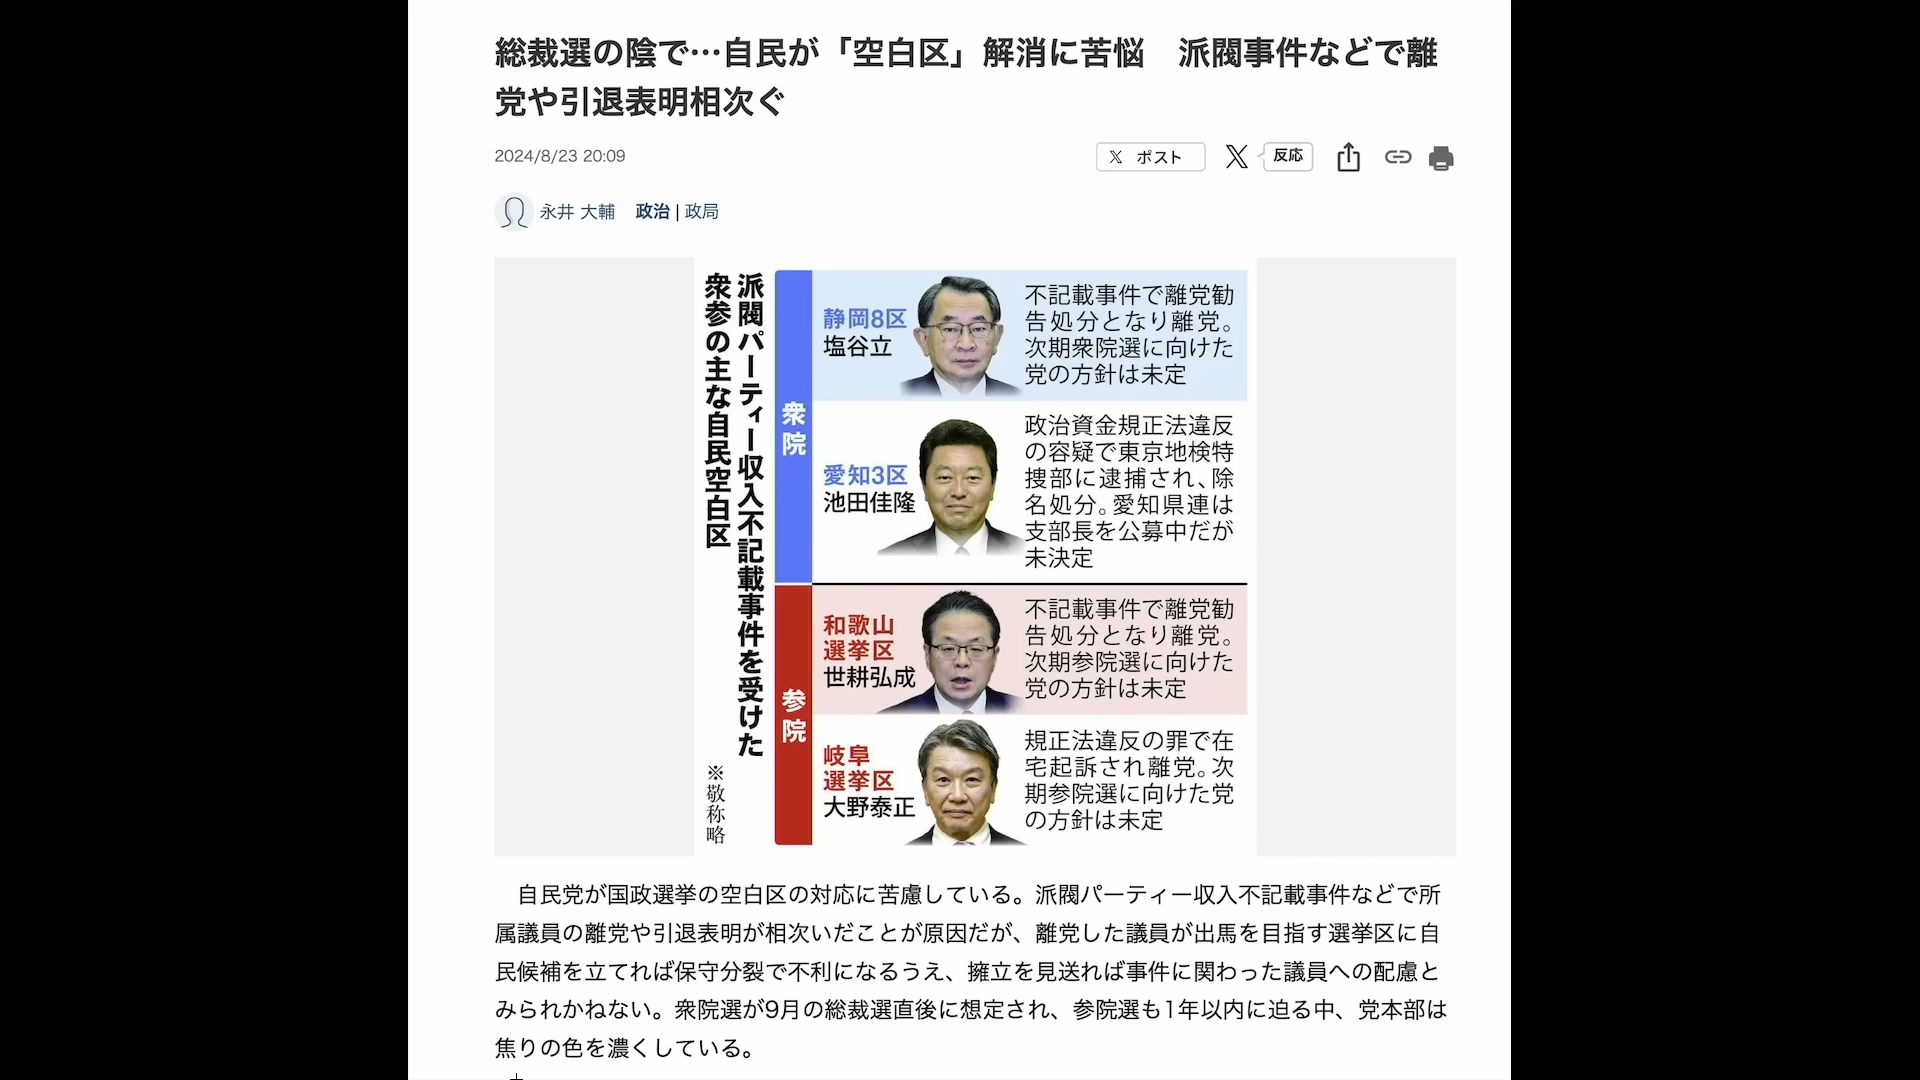 総裁選の陰で…自民が「空白区」解消に苦悩　派閥事件などで離
党や引退表明相次ぐ
2024/8/23 20:09
ポスト
反応
永井 大輔　政治 | 政局
派閥パーティー収入不記載事件を受けた
衆参の主な自民空白区
※敬称略
衆院
静岡8区
塩谷立
不記載事件で離党勧
告処分となり離党。
次期衆院選に向けた
党の方針は未定
愛知3区
池田佳隆
政治資金規正法違反
の容疑で東京地検特
捜部に逮捕され、除
名処分。愛知県連は
支部長を公募中だが
未決定
参院
和歌山
選挙区
世耕弘成
不記載事件で離党勧
告処分となり離党。
次期参院選に向けた
党の方針は未定
岐阜
選挙区
大野泰正
規正法違反の罪で在
宅起訴され離党。次
期参院選に向けた党
の方針は未定
自民党が国政選挙の空白区の対応に苦慮している。派閥パーティー収入不記載事件などで所
属議員の離党や引退表明が相次いだことが原因だが、離党した議員が出馬を目指す選挙区に自
民候補を立てれば保守分裂で不利になるうえ、擁立を見送れば事件に関わった議員への配慮と
みられかねない。衆院選が9月の総裁選直後に想定され、参院選も1年以内に迫る中、党本部は
焦りの色を濃くしている。